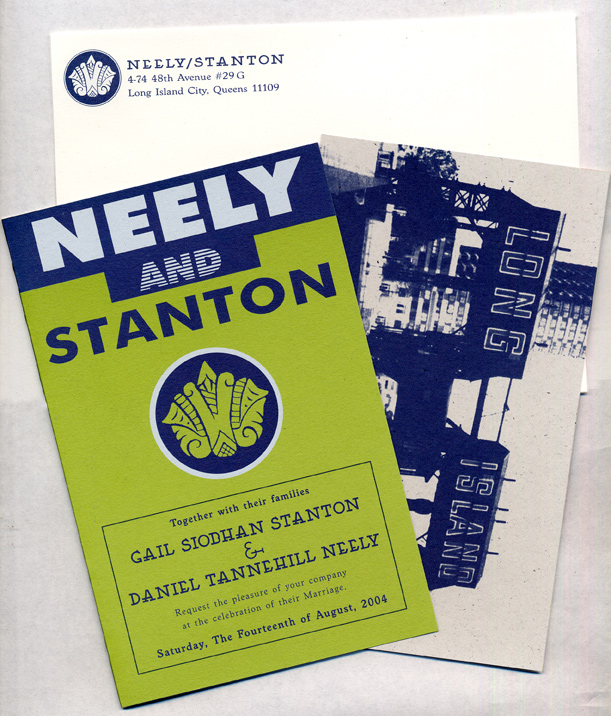 NEELY/STANTON
4-74 48th Avenue #29G
Long Island City, Queens 11109
NEELY
AND
STANTON
Together with their families
GAIL SIODHAN STANTON
&
DANIEL TANNEHILL NEELY
Request the pleasure of your company
at the celebration of their Marriage.
Saturday, The Fourteenth of August, 2004
LONG
ISLAND